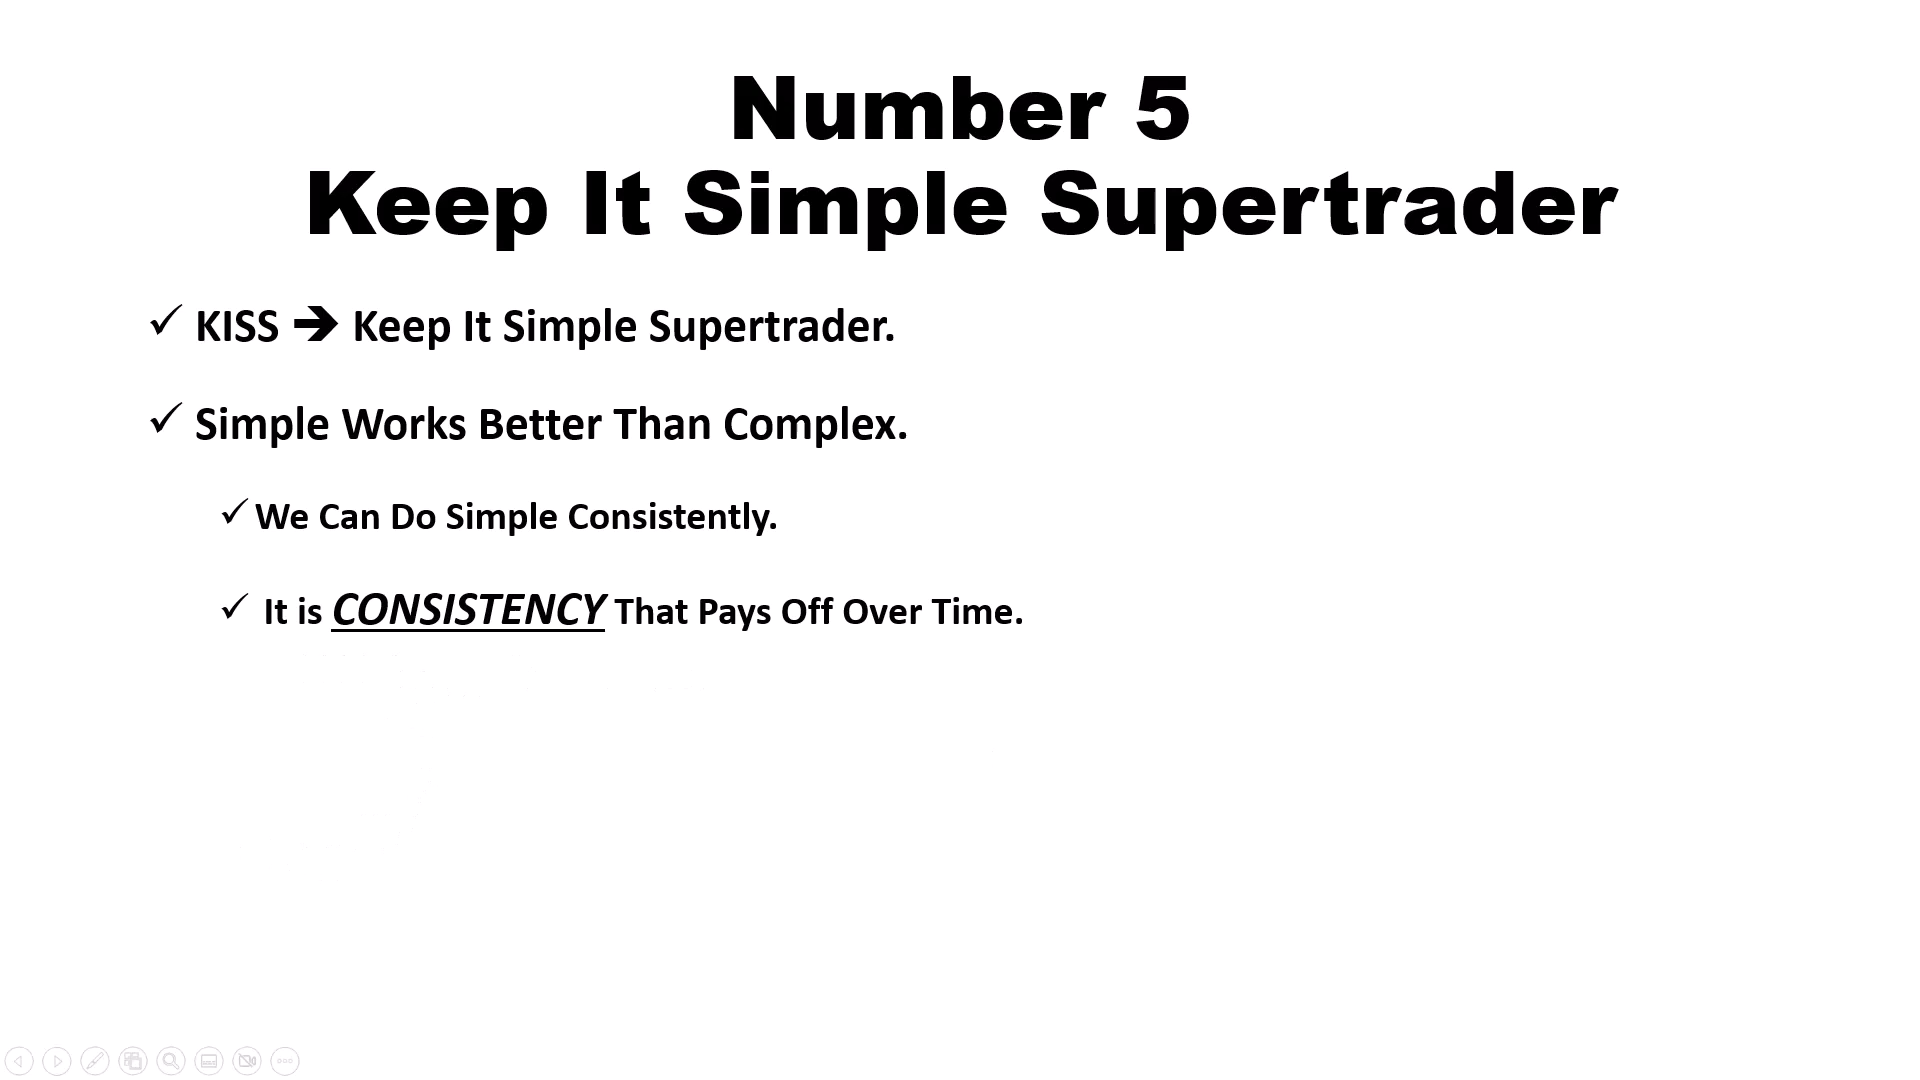 Number 5
Keep It Simple Supertrader
✓ KISS ➔ Keep It Simple Supertrader.
✓ Simple Works Better Than Complex.
✓ We Can Do Simple Consistently.
✓ It is CONSISTENCY That Pays Off Over Time.